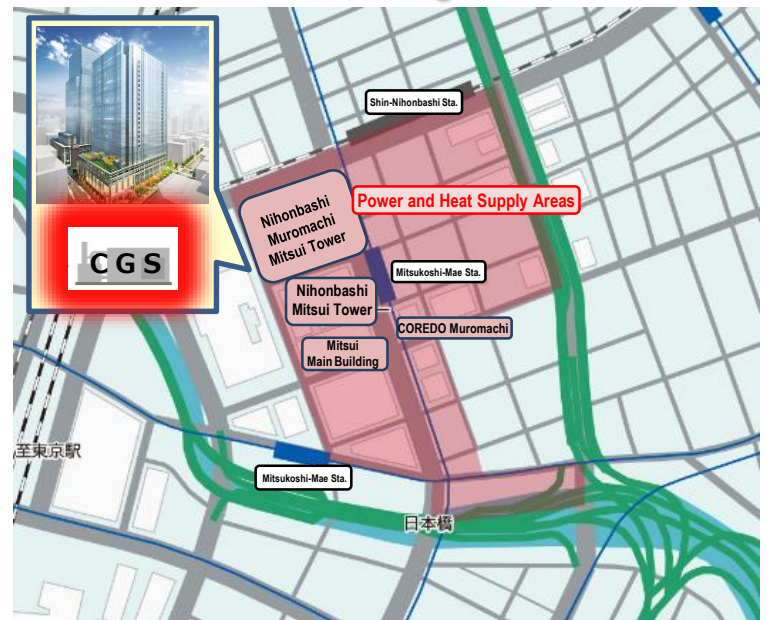 Shin-Nihonbashi Sta.
Power and Heat Supply Areas
Nihonbashi
Muromachi
Mitsui Tower
CGS
Mitsukoshi-Mae Sta.
Nihonbashi
Mitsui Tower
COREDO Muromachi
Mitsui
Main Building
至東京駅
Mitsukoshi-Mae Sta.
日本橋